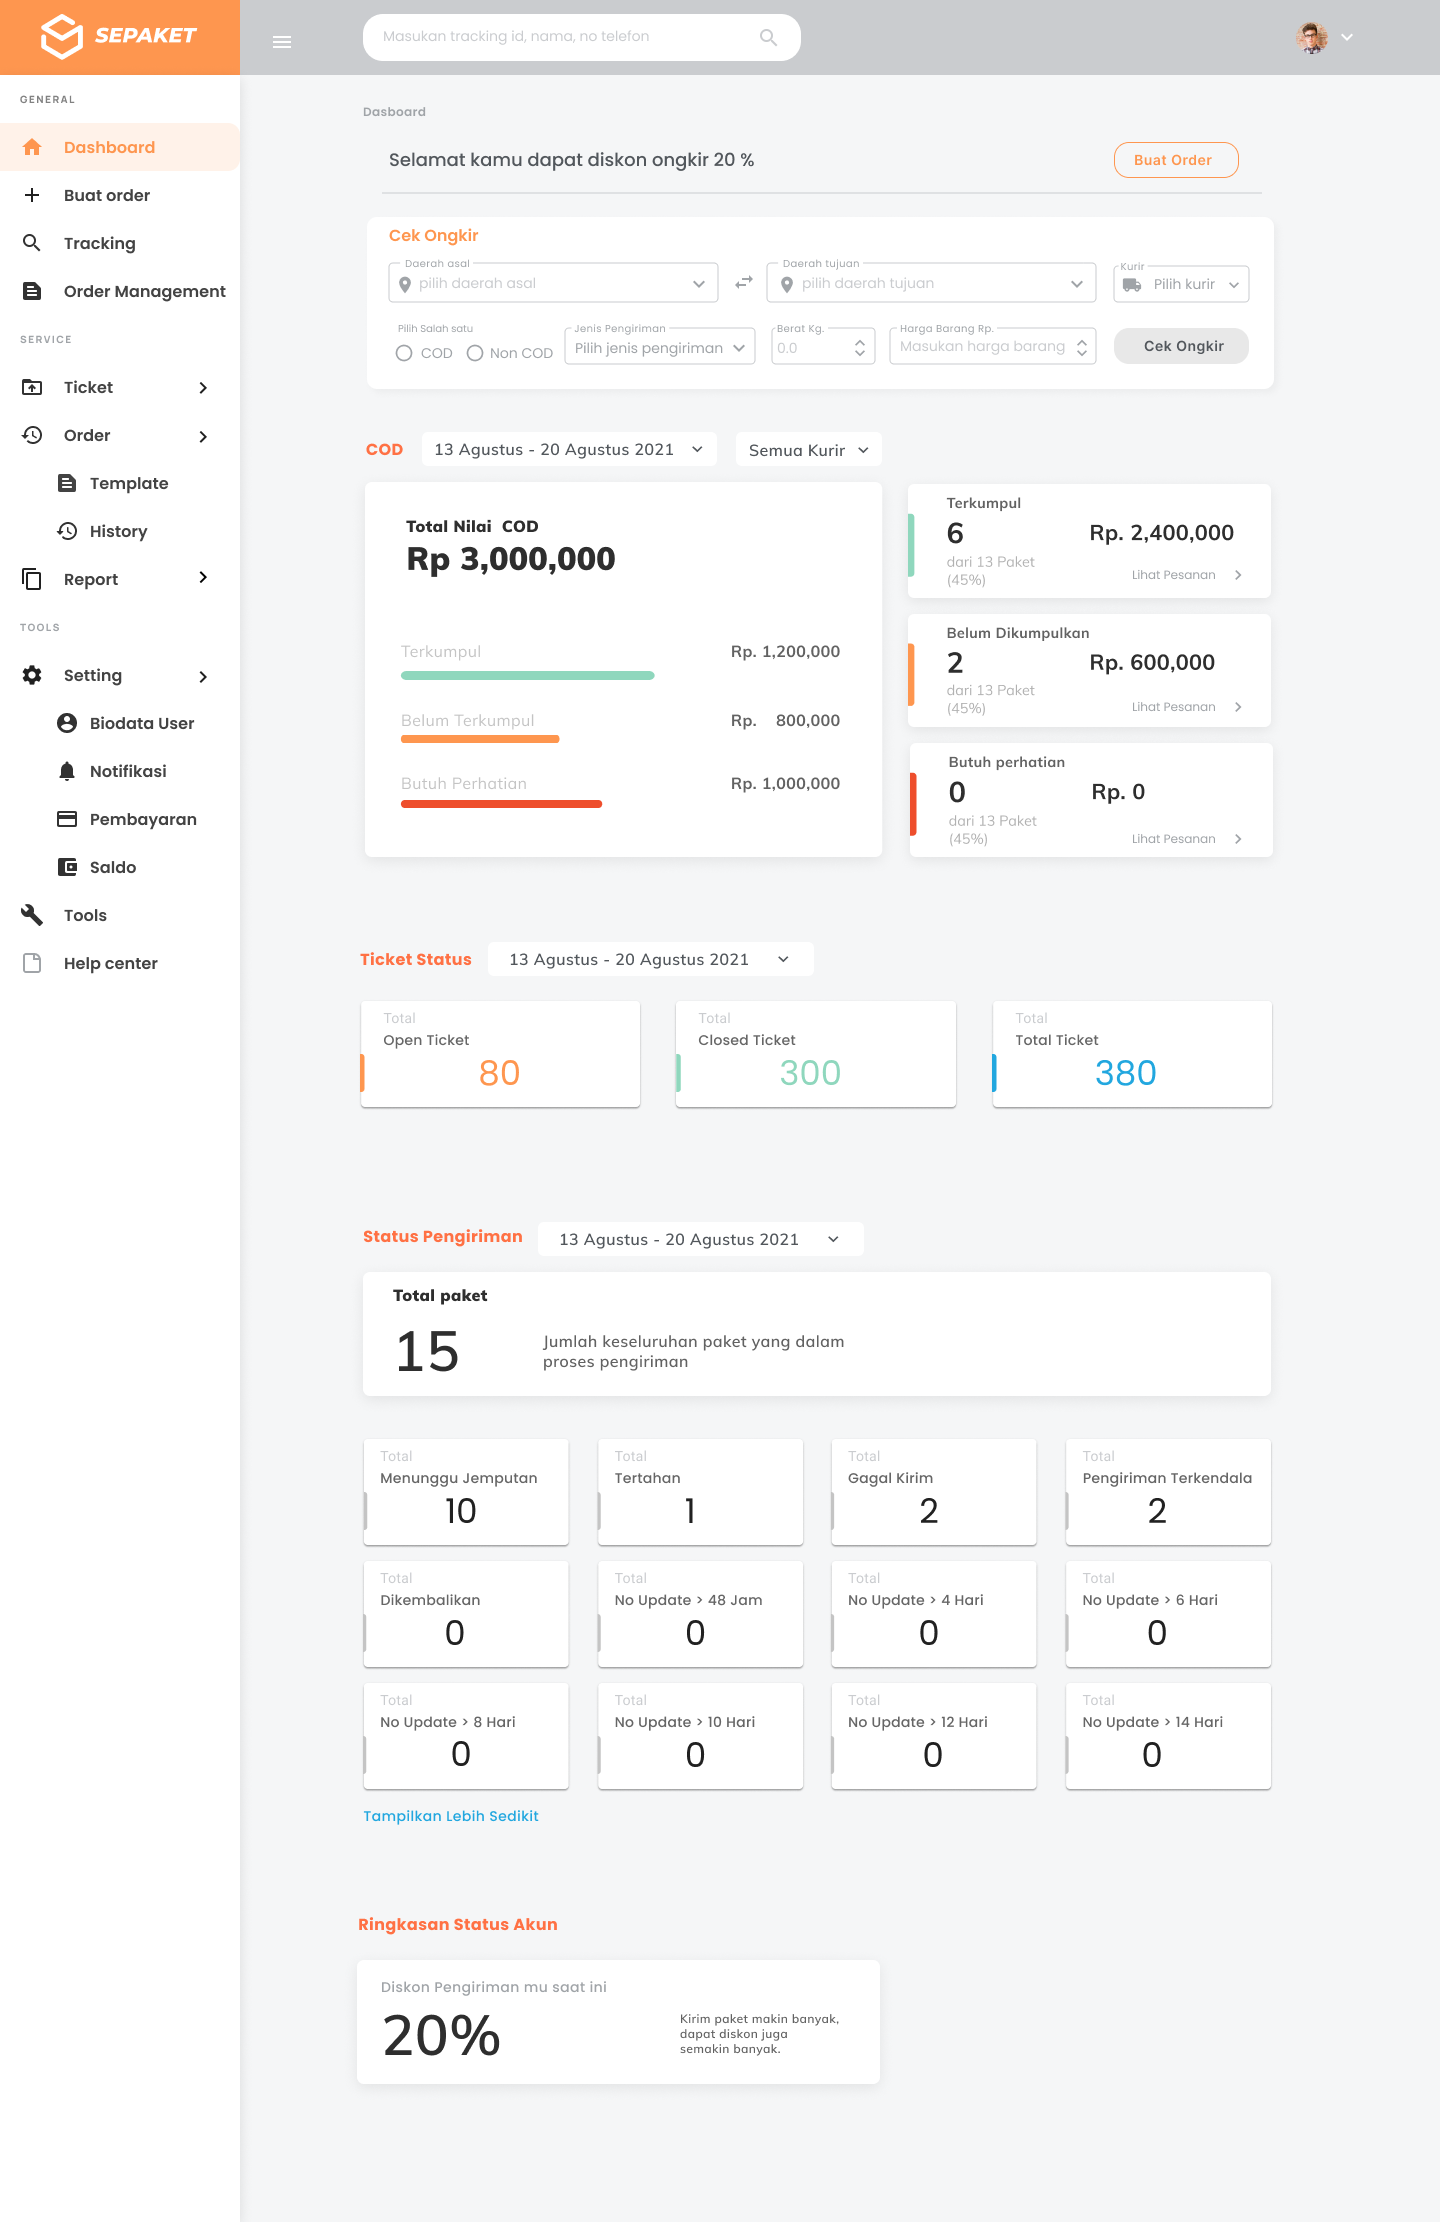 SEPAKET
Masukan tracking id, nama, no telefon
GENERAL
Dashboard
Buat order
Tracking
Order Management
SERVICE
Ticket
Order
Template
History
Report
TOOLS
Setting
Biodata User
Notifikasi
Pembayaran
Saldo
Tools
Help center
Dasboard
Selamat kamu dapat diskon ongkir 20 %
Buat Order
Cek Ongkir
Daerah asal
pilih daerah asal
Daerah tujuan
pilih daerah tujuan
Kurir
Pilih kurir
Pilih Salah satu
COD
Non COD
Jenis Pengiriman
Pilih jenis pengiriman
Berat Kg.
0.0
Harga Barang Rp.
Masukan harga barang
Cek Ongkir
COD
13 Agustus - 20 Agustus 2021
Semua Kurir
Total Nilai  COD
Rp 3,000,000
Terkumpul
Rp. 1,200,000
Belum Terkumpul
Rp. 800,000
Butuh Perhatian
Rp. 1,000,000
Terkumpul
6
Rp. 2,400,000
dari 13 Paket
(45%)
Lihat Pesanan
Belum Dikumpulkan
2
Rp. 600,000
dari 13 Paket
(45%)
Lihat Pesanan
Butuh perhatian
0
Rp. 0
dari 13 Paket
(45%)
Lihat Pesanan
Ticket Status
13 Agustus - 20 Agustus 2021
Total
Open Ticket
80
Total
Closed Ticket
300
Total
Total Ticket
380
Status Pengiriman
13 Agustus - 20 Agustus 2021
Total paket
15
Jumlah keseluruhan paket yang dalam
proses pengiriman
Total
Menunggu Jemputan
10
Total
Tertahan
1
Total
Gagal Kirim
2
Total
Pengiriman Terkendala
2
Total
Dikembalikan
0
Total
No Update > 48 Jam
0
Total
No Update > 4 Hari
0
Total
No Update > 6 Hari
0
Total
No Update > 8 Hari
0
Total
No Update > 10 Hari
0
Total
No Update > 12 Hari
0
Total
No Update > 14 Hari
0
Tampilkan Lebih Sedikit
Ringkasan Status Akun
Diskon Pengiriman mu saat ini
20%
Kirim paket makin banyak,
dapat diskon juga
semakin banyak.